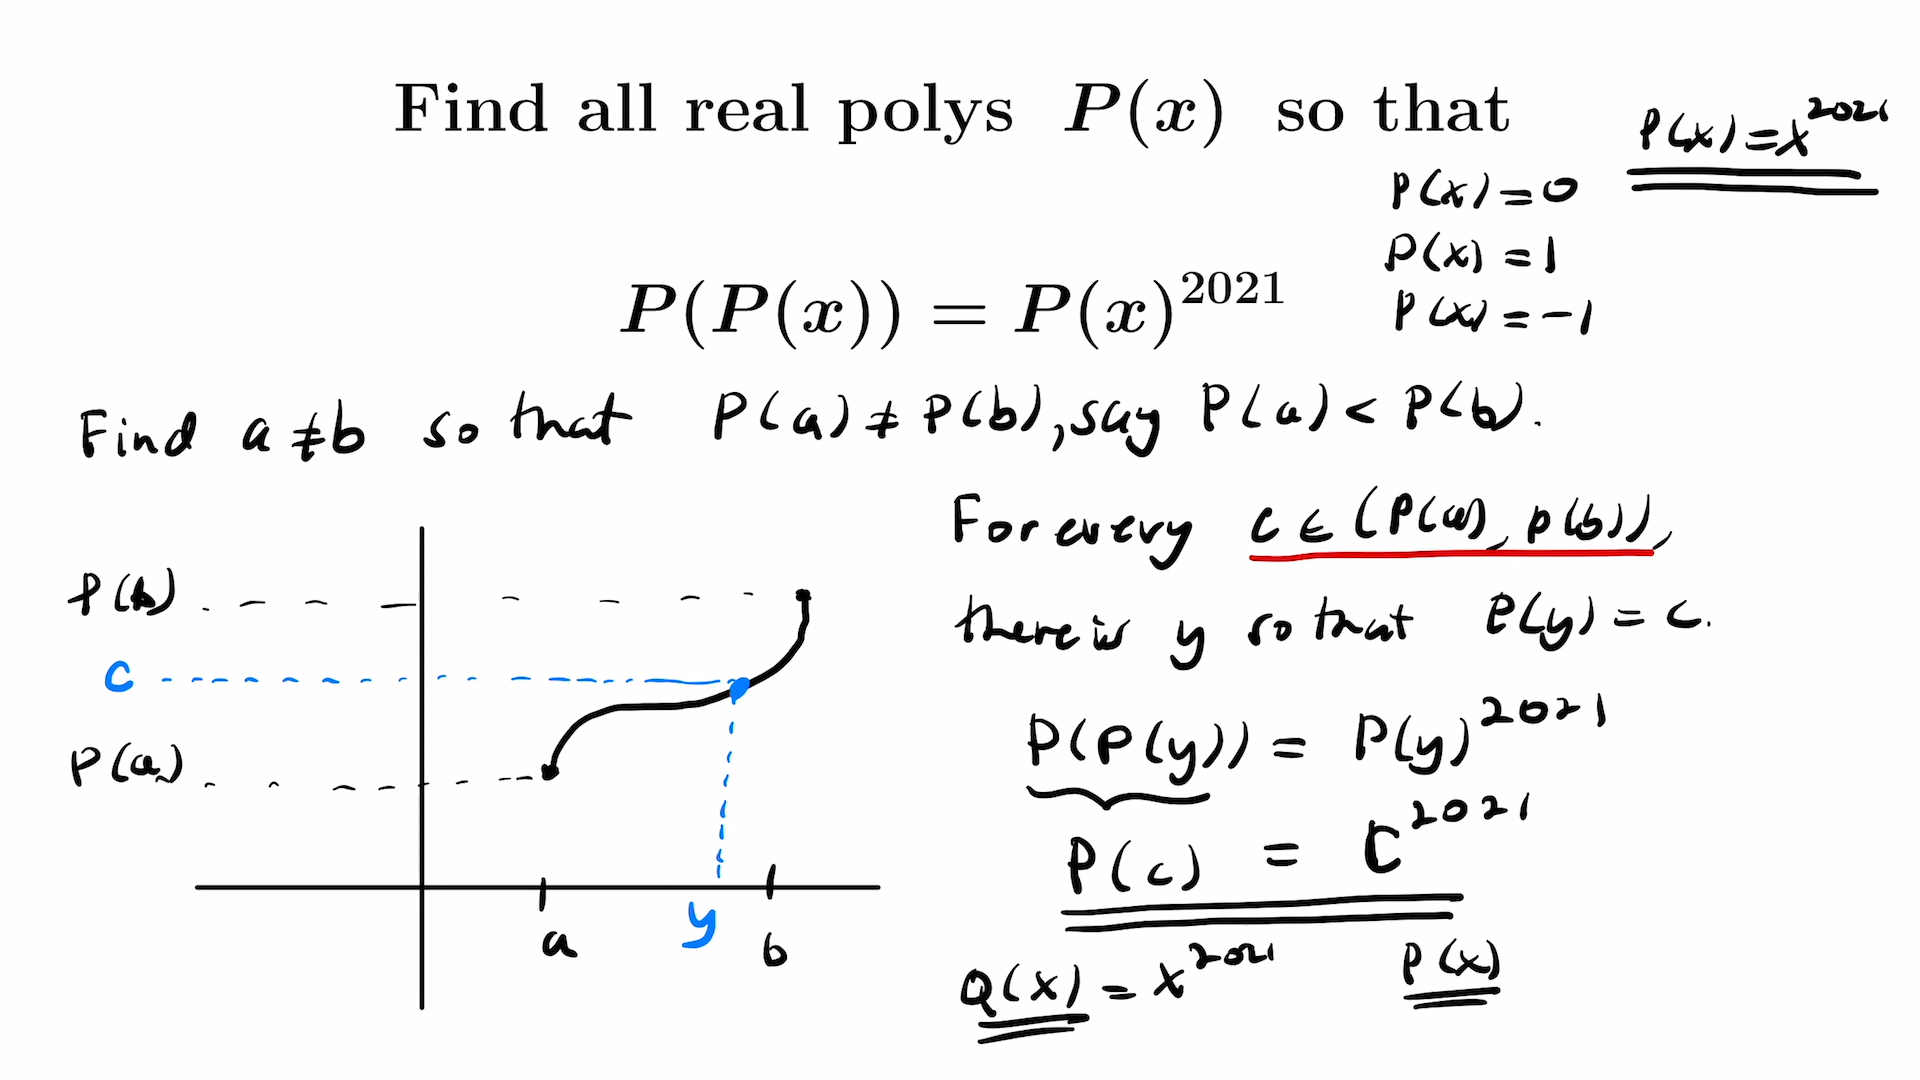 Find all real polys P(x) so that
P(x)=x^2021
P(x)=0
P(x)=1
P(P(x)) = P(x)^2021
P(x)=-1
Find a≠b so that P(a)≠P(b), say P(a)<P(b).
For every c∈(P(a), P(b)),
there is y so that P(y)=c.
P(b)
c
P(a)
a
y
b
P(P(y)) = P(y)^2021
P(c) = c^2021
Q(x)=x^2021 P(x)